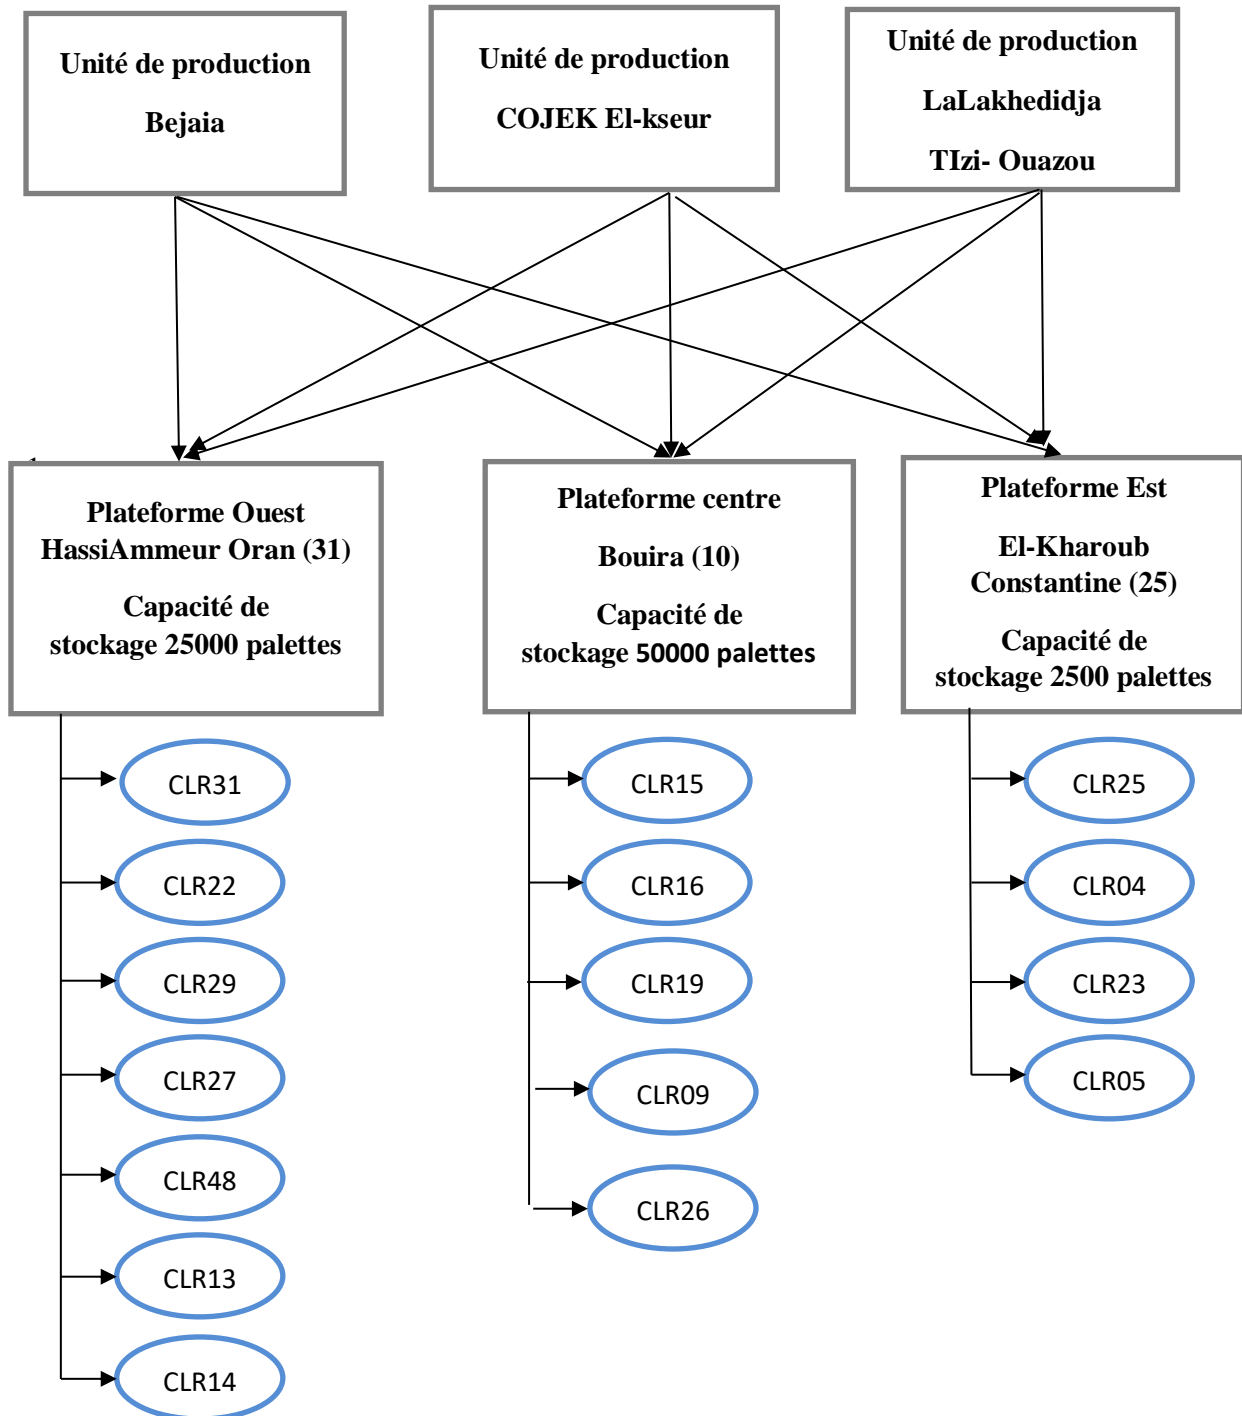 Unité de production
Bejaia
Unité de production
COJEK El-kseur
Unité de production
LaLakhedidja
TIzi- Ouazou
Plateforme Ouest
HassiAmmeur Oran (31)
Capacité de
stockage 25000 palettes
Plateforme centre
Bouira (10)
Capacité de
stockage 50000 palettes
Plateforme Est
El-Kharoub
Constantine (25)
Capacité de
stockage 2500 palettes
CLR31
CLR22
CLR29
CLR27
CLR48
CLR13
CLR14
CLR15
CLR16
CLR19
CLR09
CLR26
CLR25
CLR04
CLR23
CLR05